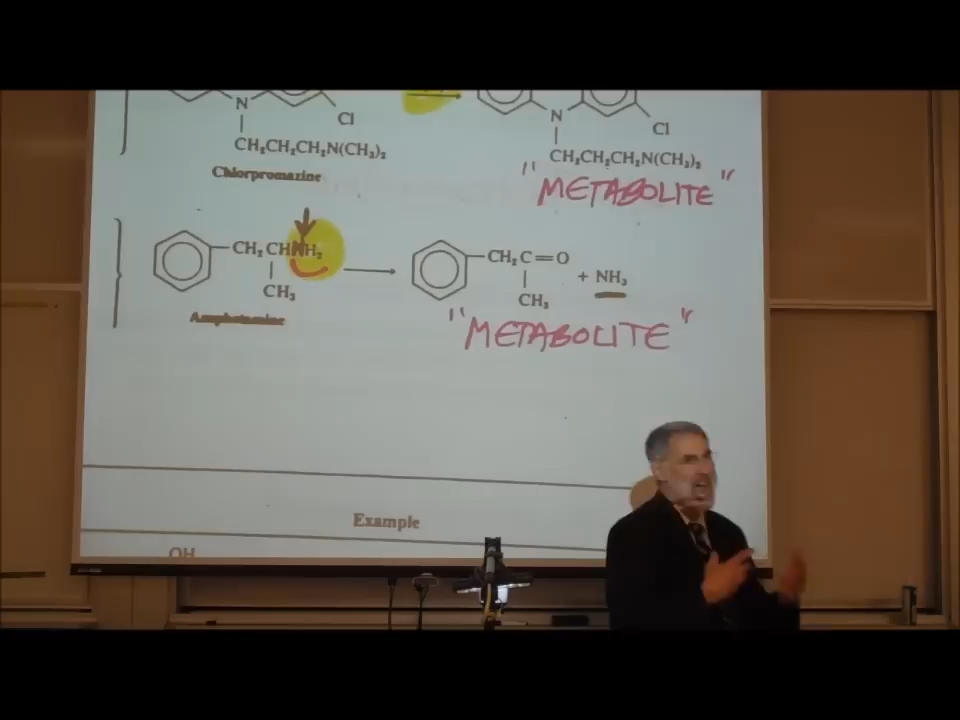 N
Cl
CH₂CH₂CH₂N(CH₃)₂
Chlorpromazine
N
Cl
CH₂CH₂CH₂N(CH₃)₂
"METABOLITE"
CH₂CHNH₂
CH₃
Amphetamine
CH₂C=O
CH₃
+ NH₃
"METABOLITE"
Example
OH